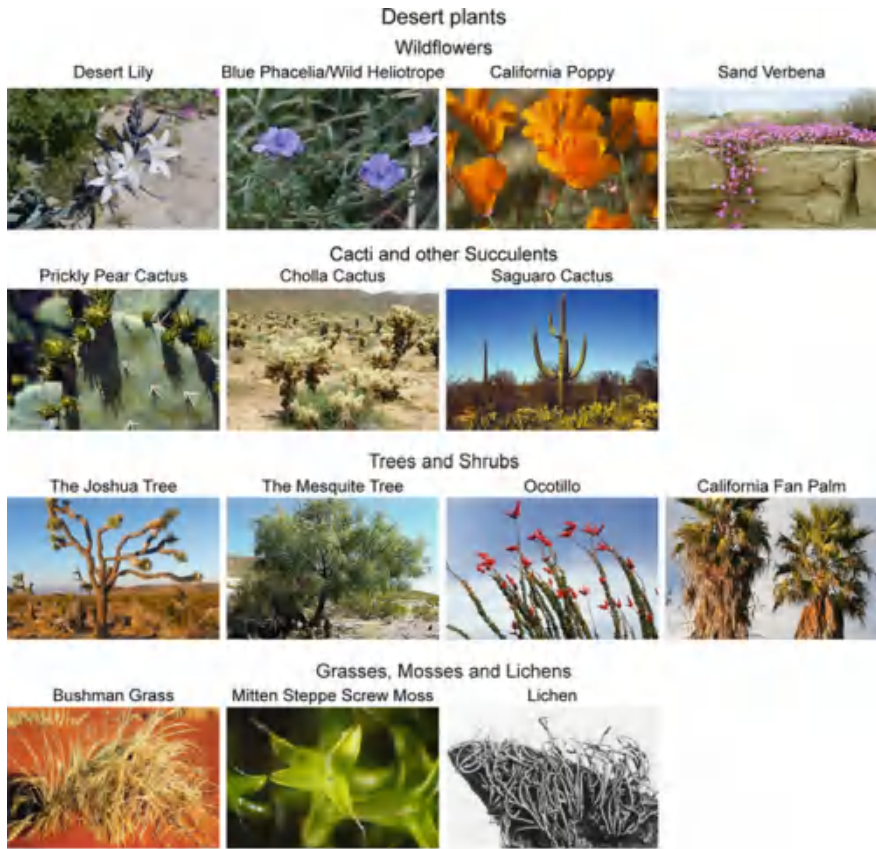 Desert plants
Wildflowers
Desert Lily
Blue Phacelia/Wild Heliotrope
California Poppy
Sand Verbena
Cacti and other Succulents
Prickly Pear Cactus
Cholla Cactus
Saguaro Cactus
Trees and Shrubs
The Joshua Tree
The Mesquite Tree
Ocotillo
California Fan Palm
Grasses, Mosses and Lichens
Bushman Grass
Mitten Steppe Screw Moss
Lichen